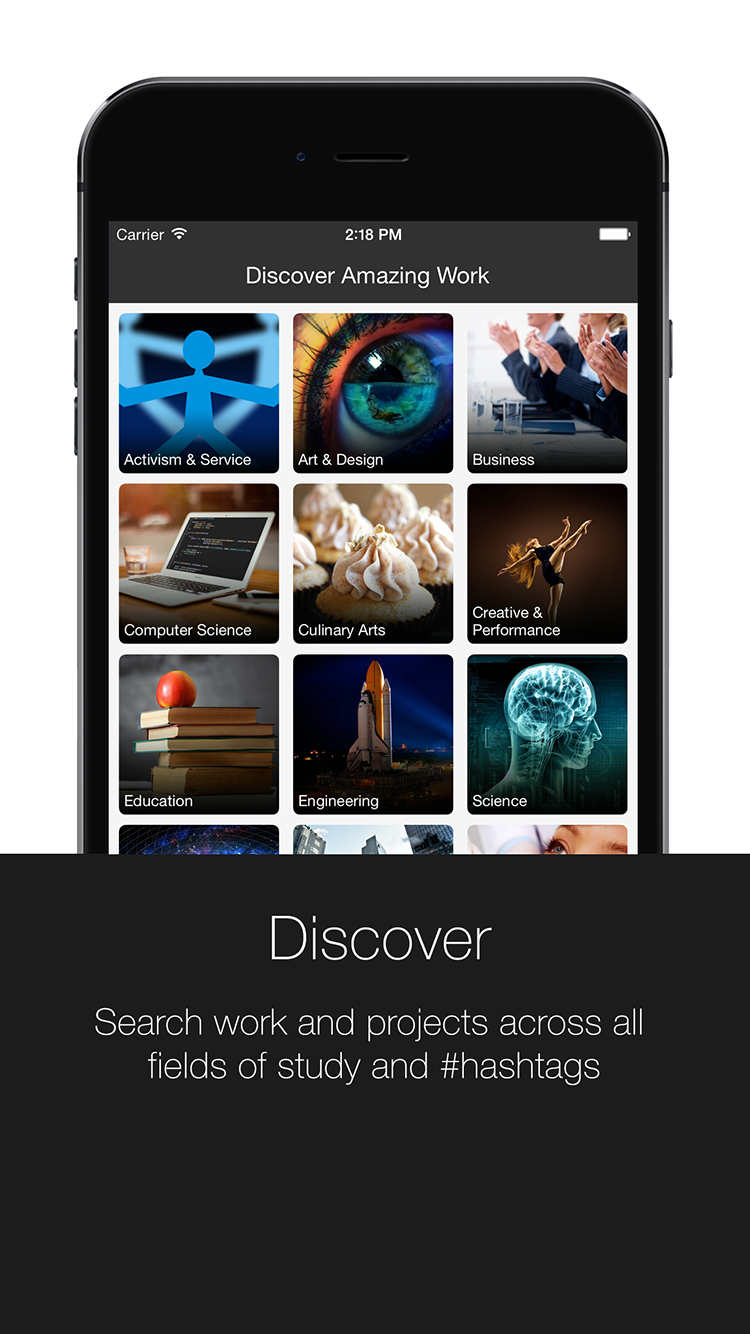 Carrier
2:18 PM
Discover Amazing Work
Activism & Service
Art & Design
Business
Computer Science
Culinary Arts
Creative &
Performance
Education
Engineering
Science
Discover
Search work and projects across all
fields of study and #hashtags